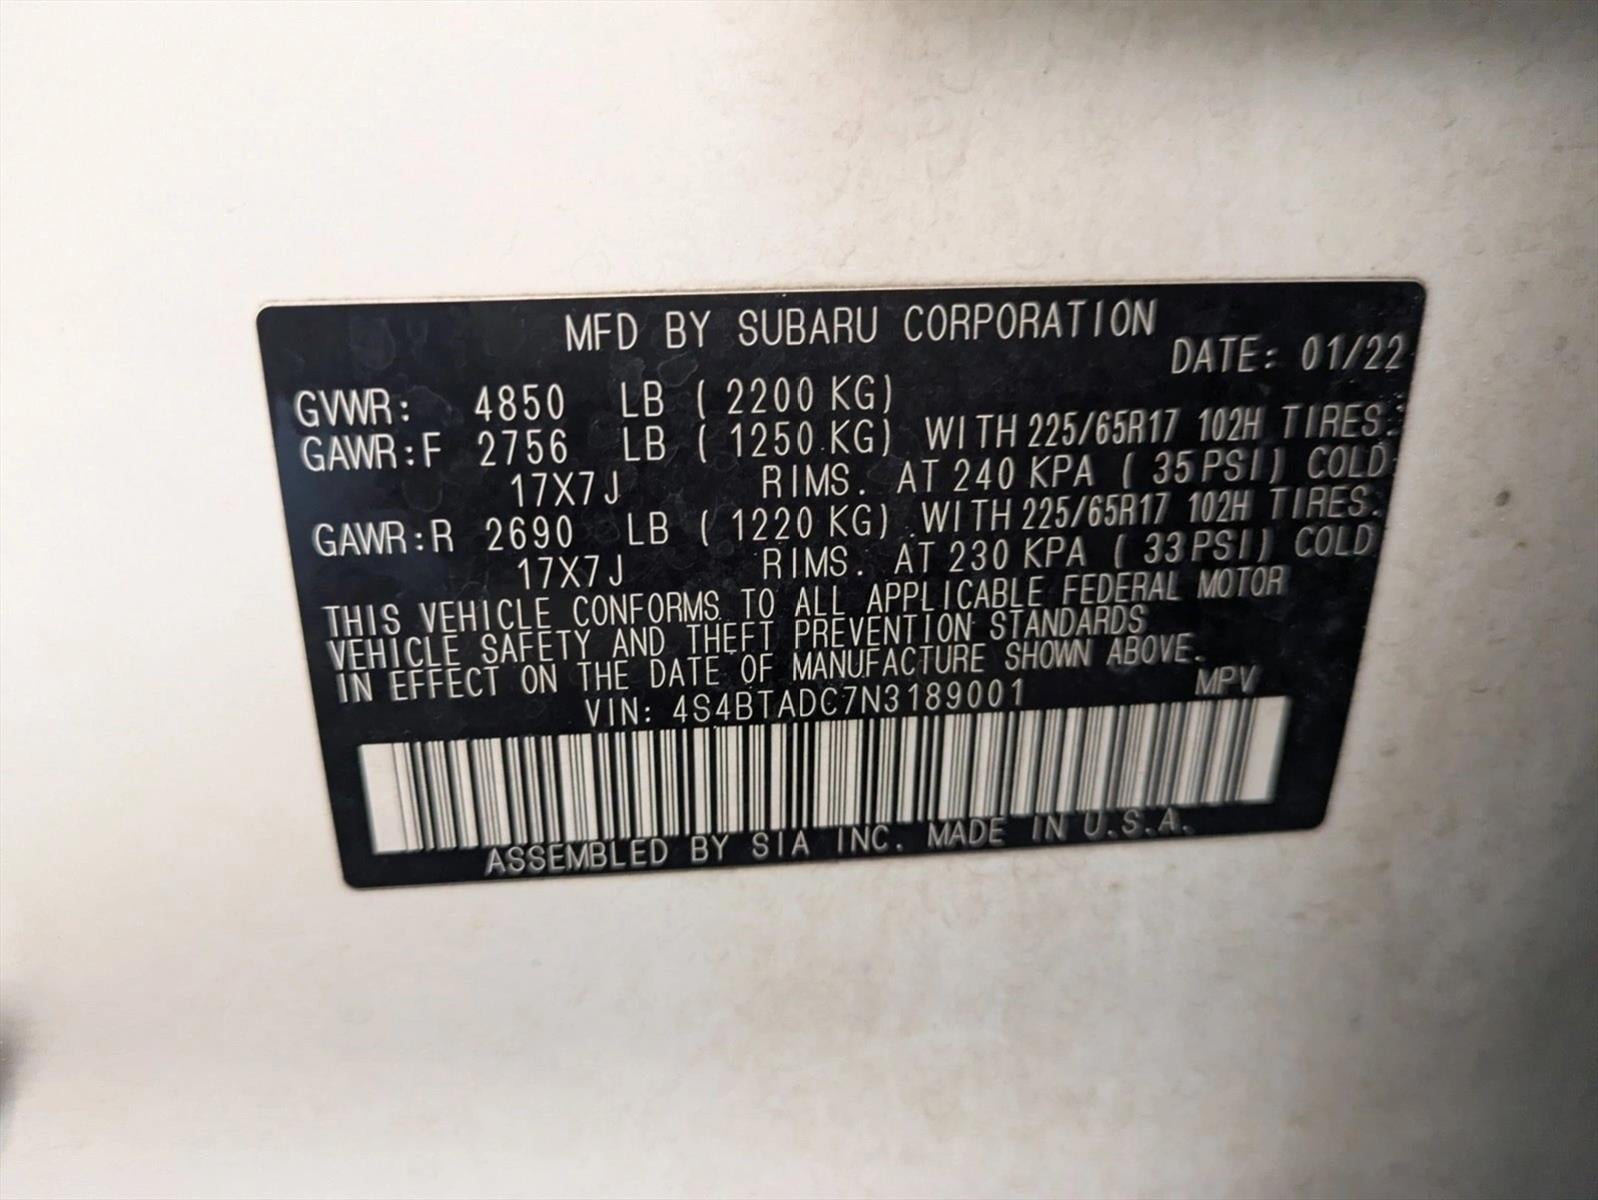 MFD BY SUBARU CORPORATION
DATE: 01/22
GVWR: 4850 LB ( 2200 KG)
GAWR:F 2756 LB ( 1250 KG) WITH 225/65R17 102H TIRES.
17X7J RIMS. AT 240 KPA ( 35 PSI) COLD
GAWR:R 2690 LB ( 1220 KG) WITH 225/65R17 102H TIRES.
17X7J RIMS. AT 230 KPA ( 33 PSI) COLD
THIS VEHICLE CONFORMS TO ALL APPLICABLE FEDERAL MOTOR
VEHICLE SAFETY AND THEFT PREVENTION STANDARDS
IN EFFECT ON THE DATE OF MANUFACTURE SHOWN ABOVE.
VIN: 4S4BTADC7N3189001 MPV
ASSEMBLED BY SIA INC. MADE IN U.S.A.